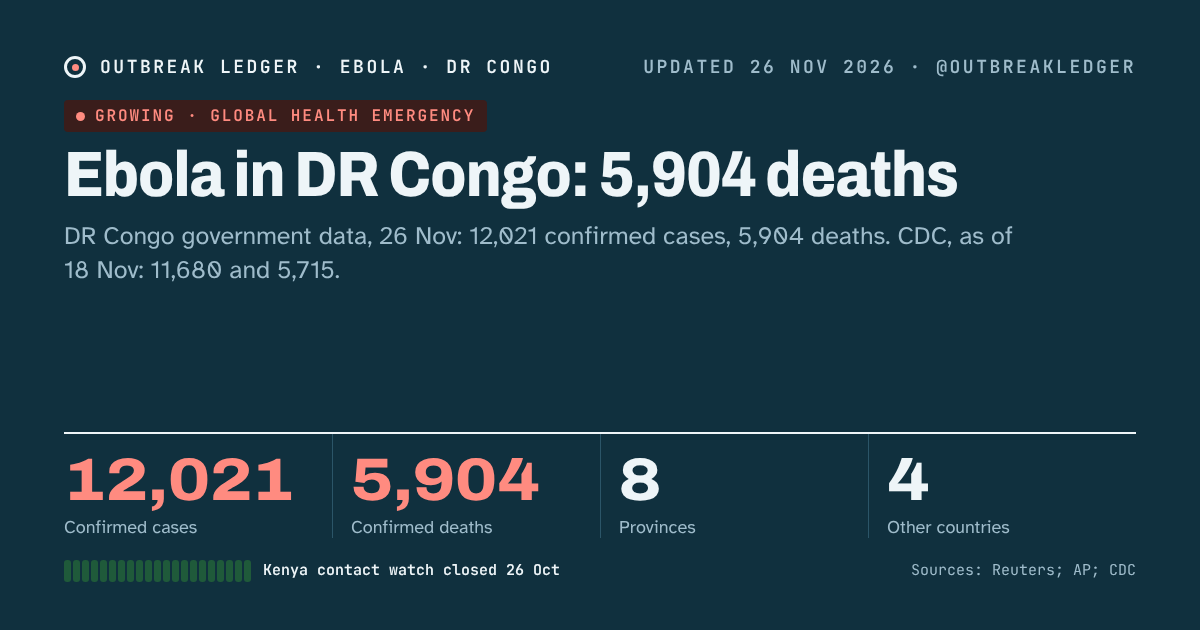 OUTBREAK LEDGER · EBOLA · DR CONGO
UPDATED 26 NOV 2026 · @OUTBREAKLEDGER
GROWING · GLOBAL HEALTH EMERGENCY
Ebola in DR Congo: 5,904 deaths
DR Congo government data, 26 Nov: 12,021 confirmed cases, 5,904 deaths. CDC, as of
18 Nov: 11,680 and 5,715.
12,021
Confirmed cases
5,904
Confirmed deaths
8
Provinces
4
Other countries
Kenya contact watch closed 26 Oct
Sources: Reuters; AP; CDC